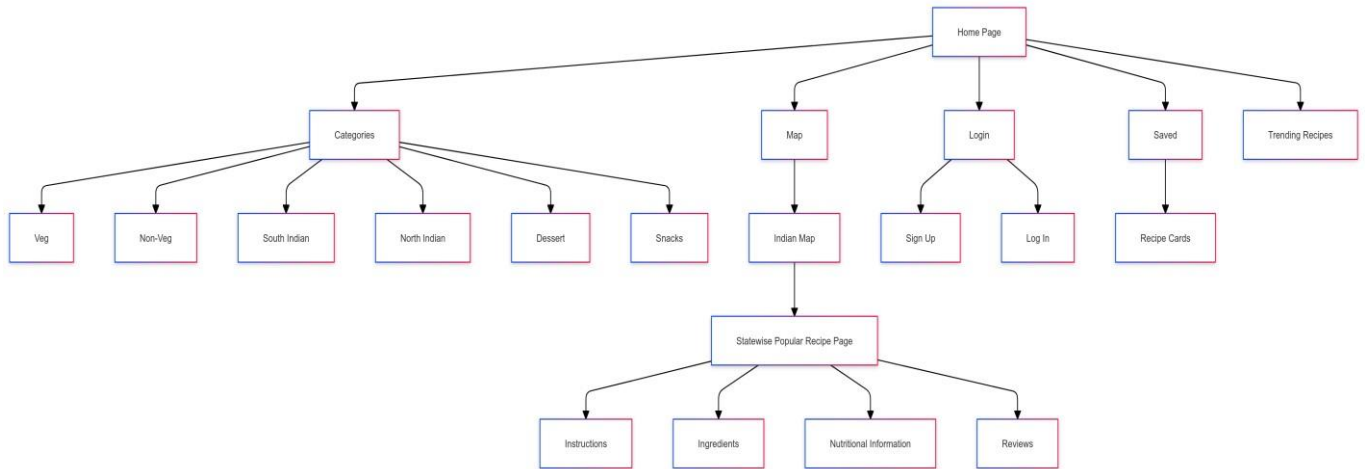 Home Page
Categories
Map
Login
Saved
Trending Recipes
Veg
Non-Veg
South Indian
North Indian
Dessert
Snacks
Indian Map
Sign Up
Log In
Recipe Cards
Statewise Popular Recipe Page
Instructions
Ingredients
Nutritional Information
Reviews